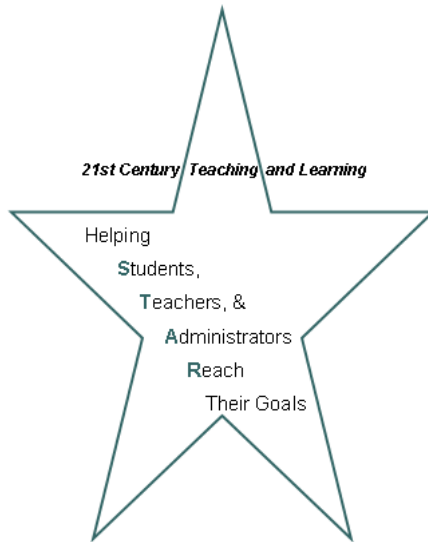 21st Century Teaching and Learning
Helping
Students,
Teachers, &
Administrators
Reach
Their Goals